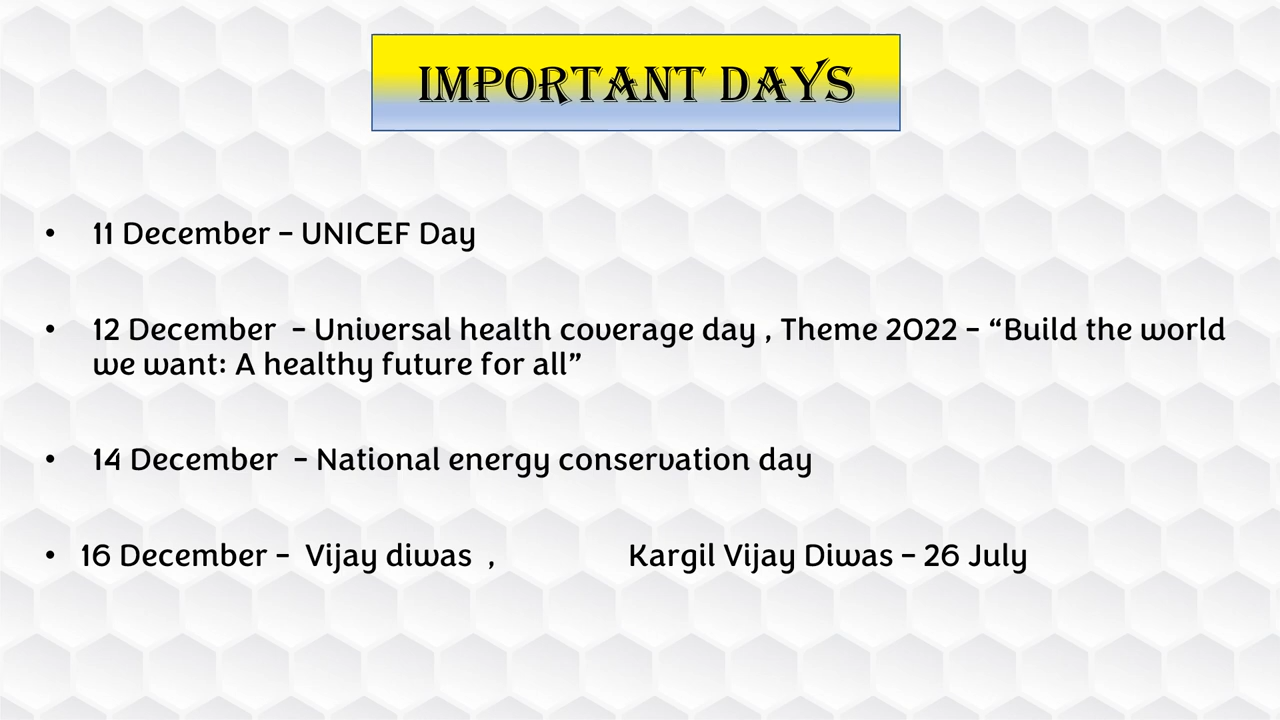 IMPORTANT DAYS
• 11 December – UNICEF Day
• 12 December – Universal health coverage day , Theme 2022 – “Build the world
we want: A healthy future for all”
• 14 December – National energy conservation day
• 16 December – Vijay diwas , Kargil Vijay Diwas – 26 July